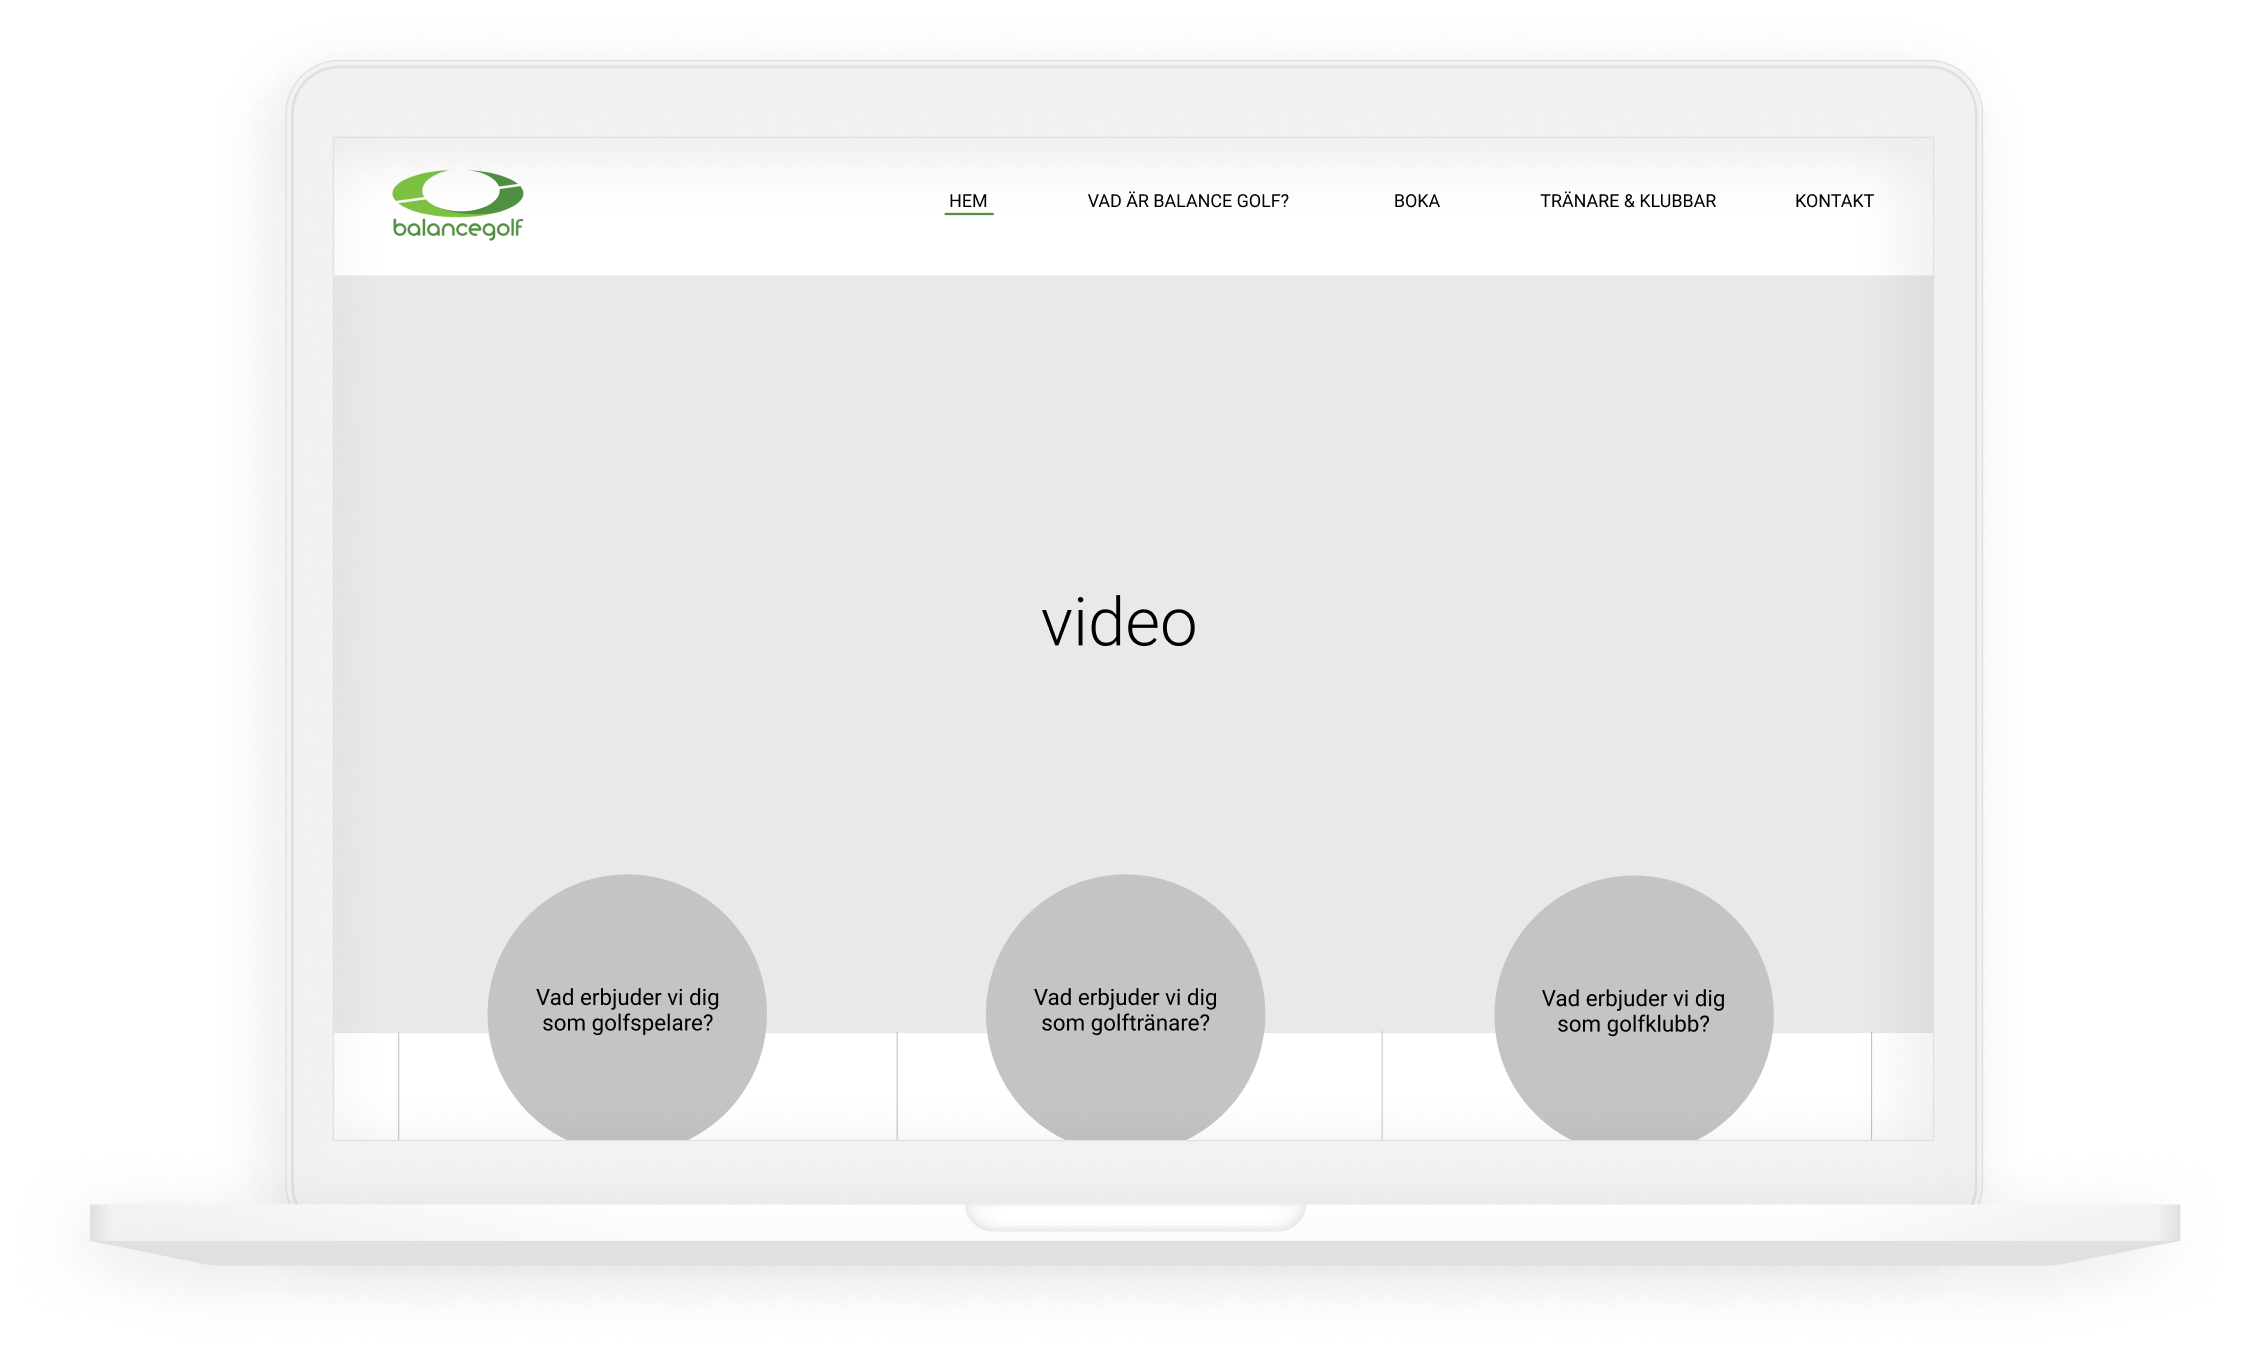 balancegolf
HEM
VAD ÄR BALANCE GOLF?
BOKA
TRÄNARE & KLUBBAR
KONTAKT
video
Vad erbjuder vi dig
som golfspelare?
Vad erbjuder vi dig
som golftränare?
Vad erbjuder vi dig
som golfklubb?